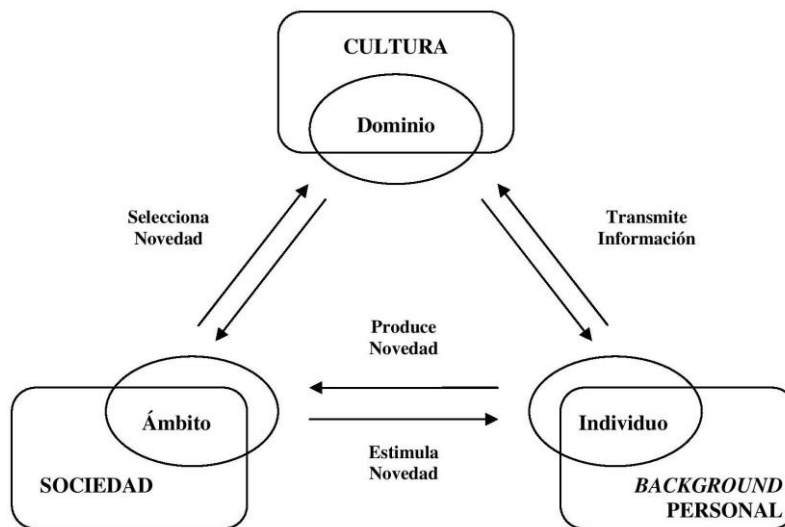 CULTURA
Dominio
Selecciona
Novedad
Transmite
Información
Produce
Novedad
Ámbito
Individuo
Estimula
Novedad
SOCIEDAD
BACKGROUND
PERSONAL